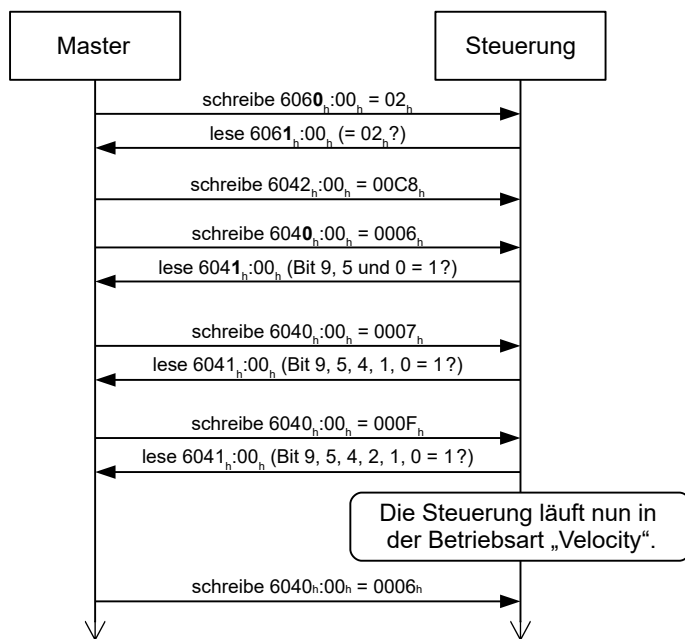 Master
Steuerung
schreibe 6060ₕ:00ₕ = 02ₕ
lese 6061ₕ:00ₕ (= 02ₕ?)
schreibe 6042ₕ:00ₕ = 00C8ₕ
schreibe 6040ₕ:00ₕ = 0006ₕ
lese 6041ₕ:00ₕ (Bit 9, 5 und 0 = 1?)
schreibe 6040ₕ:00ₕ = 0007ₕ
lese 6041ₕ:00ₕ (Bit 9, 5, 4, 1, 0 = 1?)
schreibe 6040ₕ:00ₕ = 000Fₕ
lese 6041ₕ:00ₕ (Bit 9, 5, 4, 2, 1, 0 = 1?)
Die Steuerung läuft nun in
der Betriebsart „Velocity“.
schreibe 6040ₕ:00ₕ = 0006ₕ